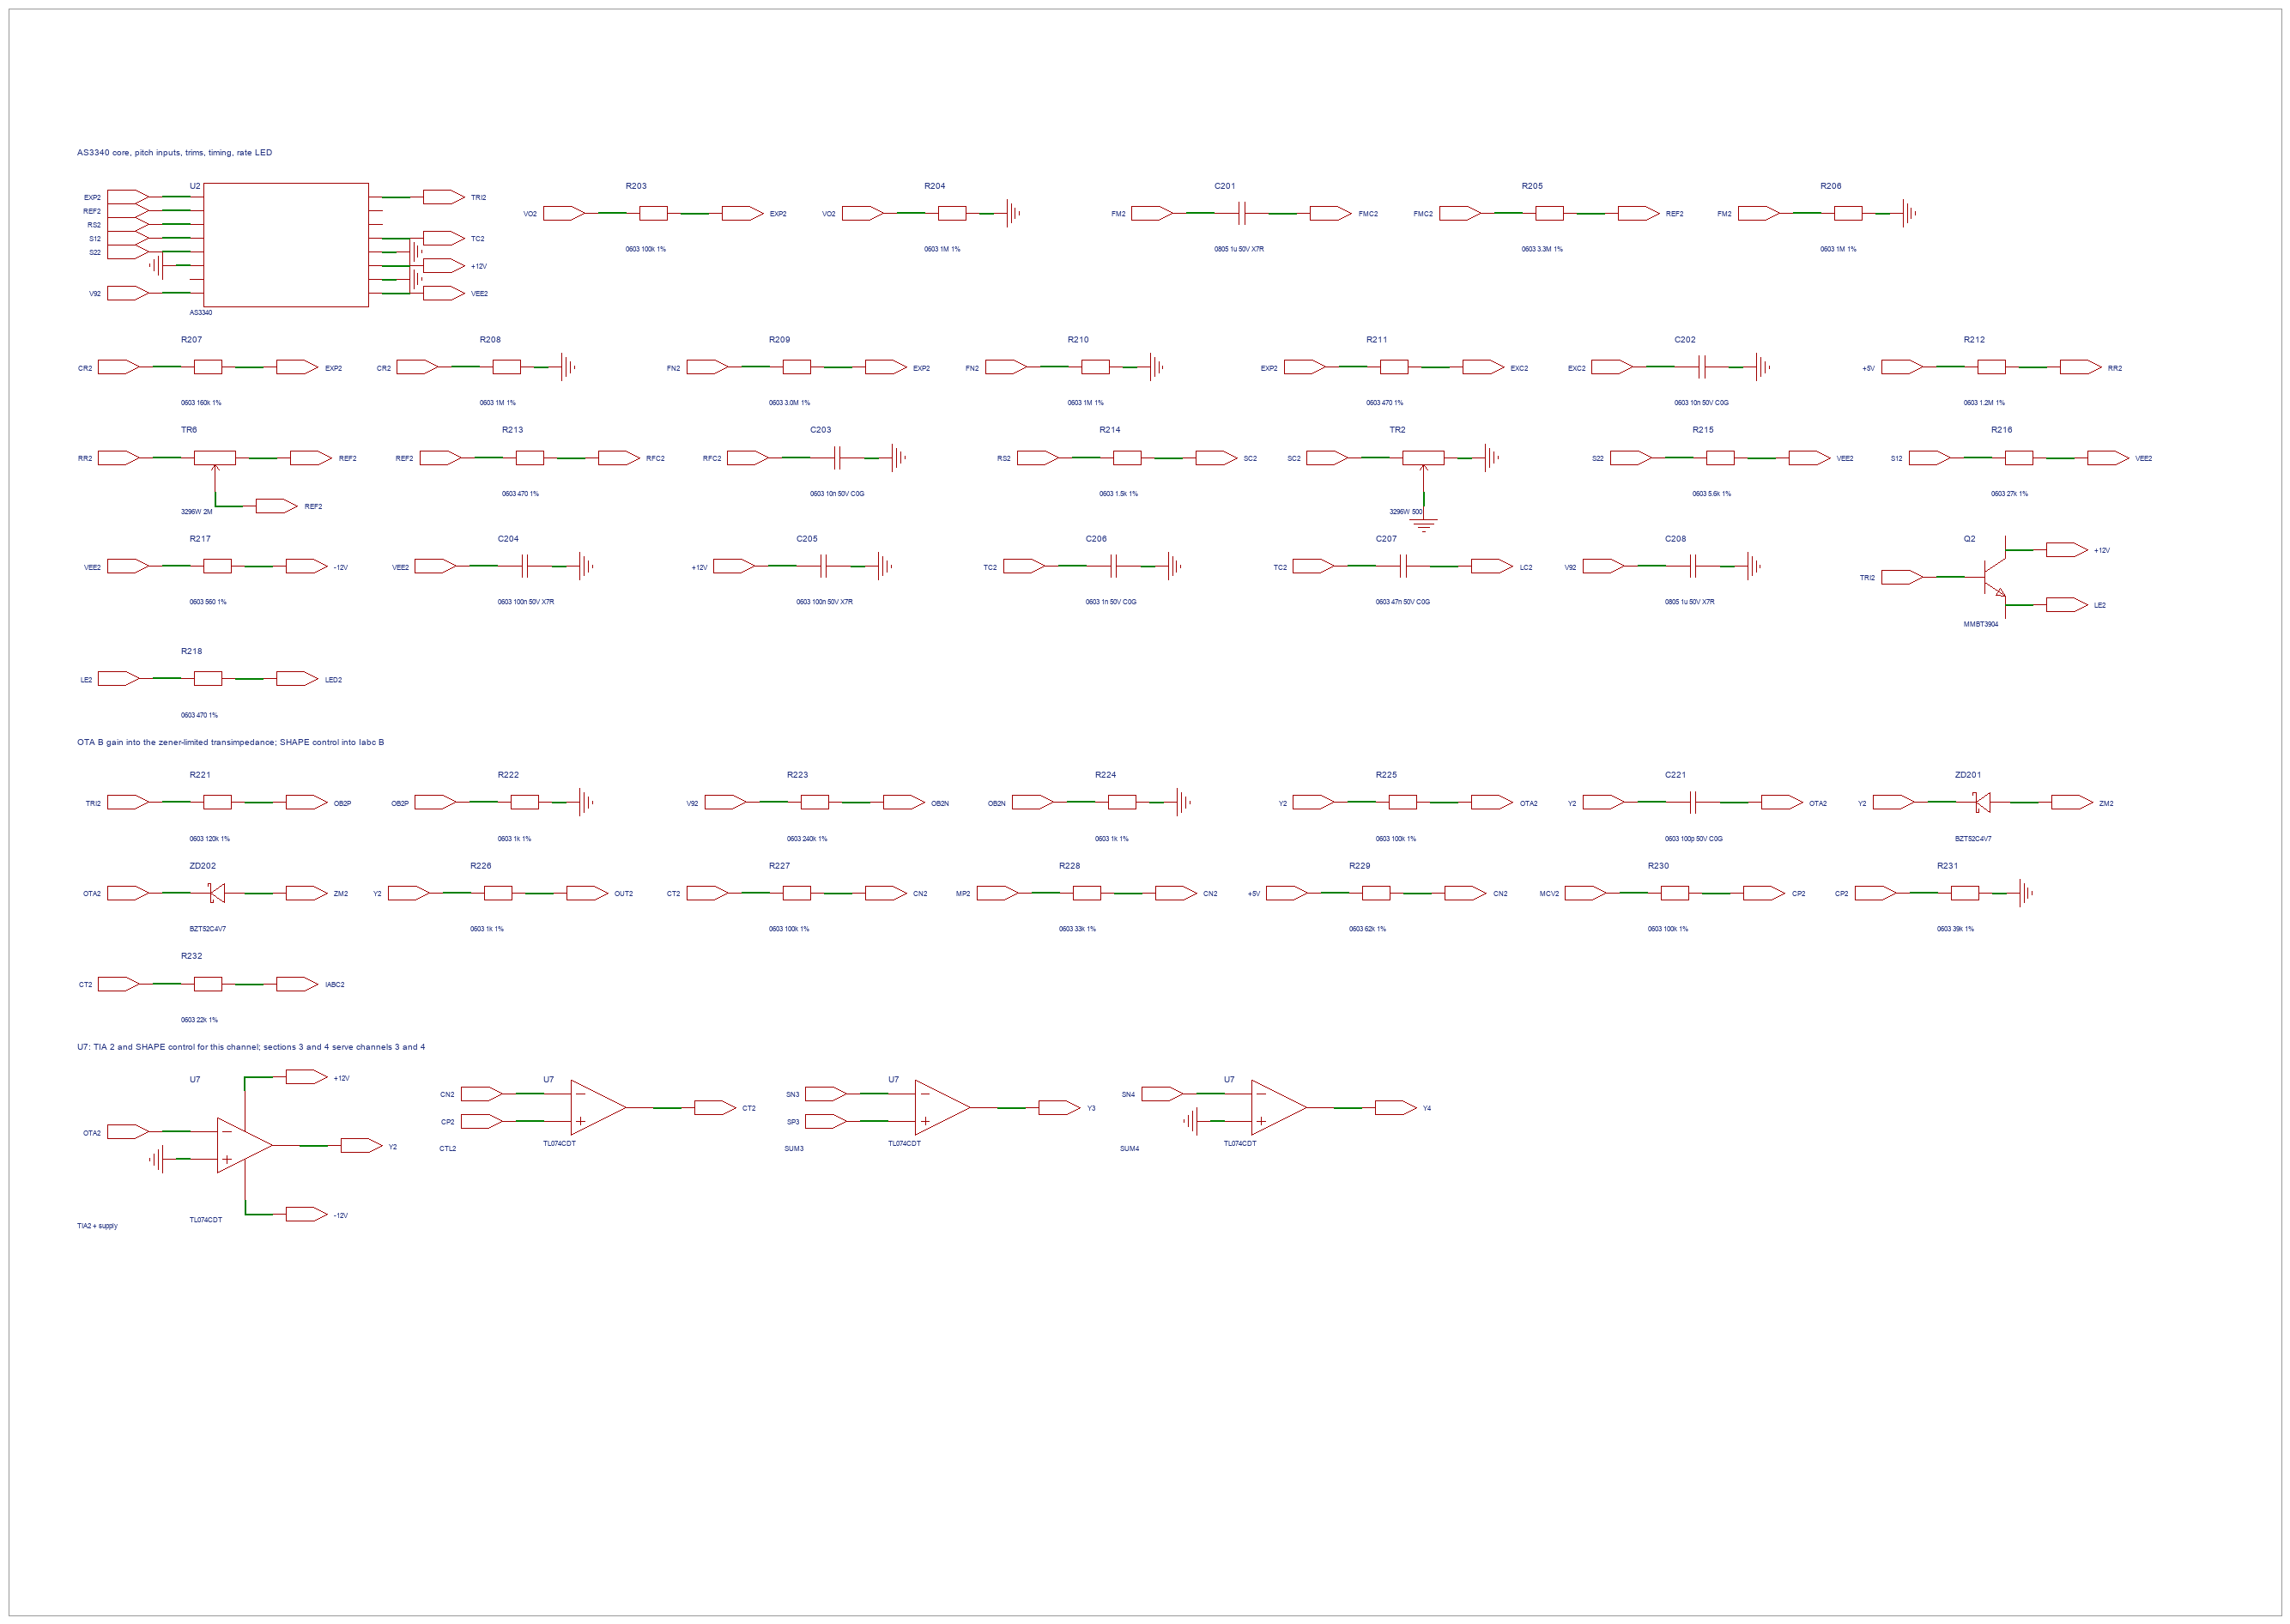 AS3340 core, pitch inputs, trims, timing, rate LED
U2 R203 R204 C201 R205 R206
EXP2 TRI2
REF2 VO2 EXP2 VO2 FM2 FMC2 FMC2 REF2 FM2
RS2
S12 TC2
S22 0603 100k 1% 0603 1M 1% 0805 1u 50V X7R 0603 3.3M 1% 0603 1M 1%
+12V
V92 VEE2
AS3340
R207 R208 R209 R210 R211 C202 R212
CR2 EXP2 CR2 FN2 EXP2 FN2 EXP2 EXC2 EXC2 +5V RR2
0603 160k 1% 0603 1M 1% 0603 3.0M 1% 0603 1M 1% 0603 470 1% 0603 10n 50V C0G 0603 1.2M 1%
TR6 R213 C203 R214 TR2 R215 R216
RR2 REF2 REF2 RFC2 RFC2 RS2 SC2 SC2 S22 VEE2 S12 VEE2
0603 470 1% 0603 10n 50V C0G 0603 1.5k 1% 0603 5.6k 1% 0603 27k 1%
REF2
3296W 2M 3296W 500
R217 C204 C205 C206 C207 C208 Q2
+12V
VEE2 -12V VEE2 +12V TC2 TC2 LC2 V92
TRI2
0603 560 1% 0603 100n 50V X7R 0603 100n 50V X7R 0603 1n 50V C0G 0603 47n 50V C0G 0805 1u 50V X7R LE2
MMBT3904
R218
LE2 LED2
0603 470 1%
OTA B gain into the zener-limited transimpedance; SHAPE control into Iabc B
R221 R222 R223 R224 R225 C221 ZD201
TRI2 OB2P OB2P V92 OB2N OB2N Y2 OTA2 Y2 OTA2 Y2 ZM2
0603 120k 1% 0603 1k 1% 0603 240k 1% 0603 1k 1% 0603 100k 1% 0603 100p 50V C0G BZT52C4V7
ZD202 R226 R227 R228 R229 R230 R231
OTA2 ZM2 Y2 OUT2 CT2 CN2 MP2 CN2 +5V CN2 MCV2 CP2 CP2
BZT52C4V7 0603 1k 1% 0603 100k 1% 0603 33k 1% 0603 62k 1% 0603 100k 1% 0603 39k 1%
R232
CT2 IABC2
0603 22k 1%
U7: TIA 2 and SHAPE control for this channel; sections 3 and 4 serve channels 3 and 4
U7 +12V U7 U7 U7
CN2 SN3 SN4
CT2 Y3 Y4
CP2 SP3
OTA2 Y2
TL074CDT TL074CDT TL074CDT
CTL2 SUM3 SUM4
-12V
TL074CDT
TIA2 + supply